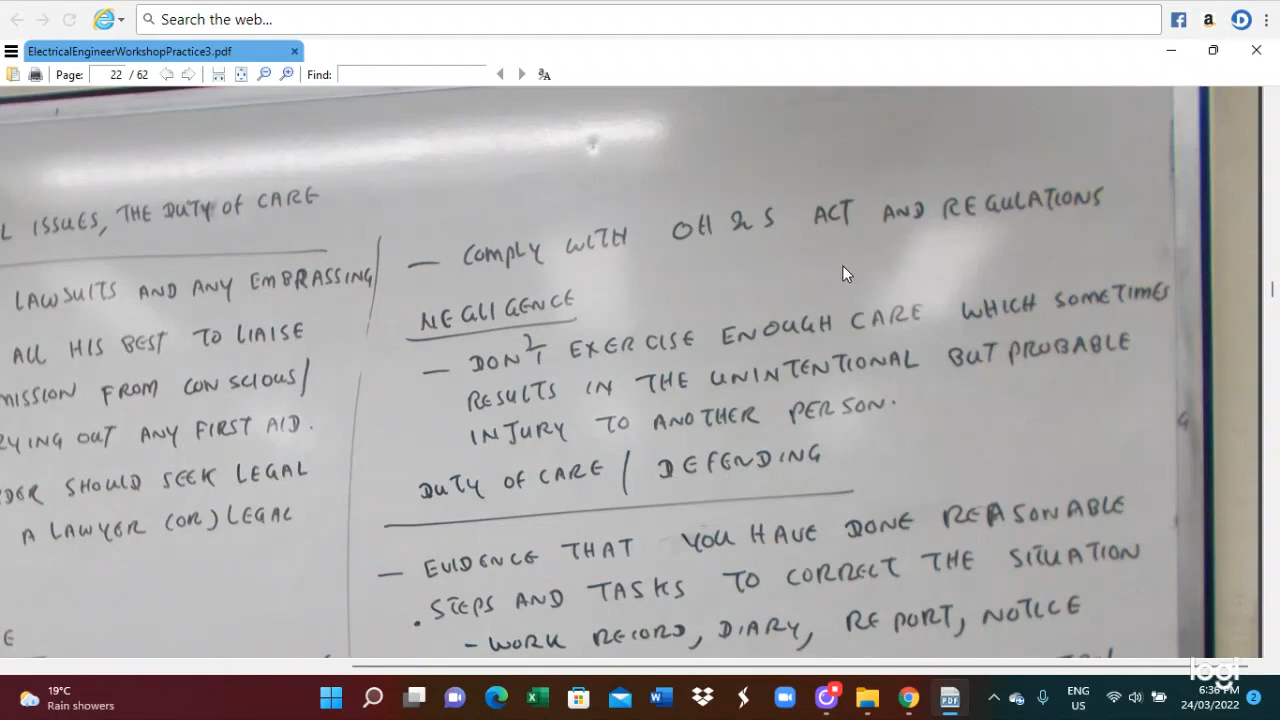 Search the web...
ElectricalEngineerWorkshopPractice3.pdf
Page: 22 / 62 Find:
L ISSUES, THE DUTY OF CARE
LAWSUITS AND ANY EMBRASSING
ALL HIS BEST TO LIAISE
MISSION FROM CONSCIOUS/
RYING OUT ANY FIRST AID.
DER SHOULD SEEK LEGAL
A LAWYER (OR) LEGAL
E
— COMPLY WITH OH & S ACT AND REGULATIONS
NEGLIGENCE
— DON'T EXERCISE ENOUGH CARE WHICH SOMETIMES
RESULTS IN THE UNINTENTIONAL BUT PROBABLE
INJURY TO ANOTHER PERSON.
DUTY OF CARE / DEFENDING
— EVIDENCE THAT YOU HAVE DONE REASONABLE
. STEPS AND TASKS TO CORRECT THE SITUATION
- WORK RECORD, DIARY, REPORT, NOTICE
logi
19°C
Rain showers
ENG
US
6:36 PM
24/03/2022
2